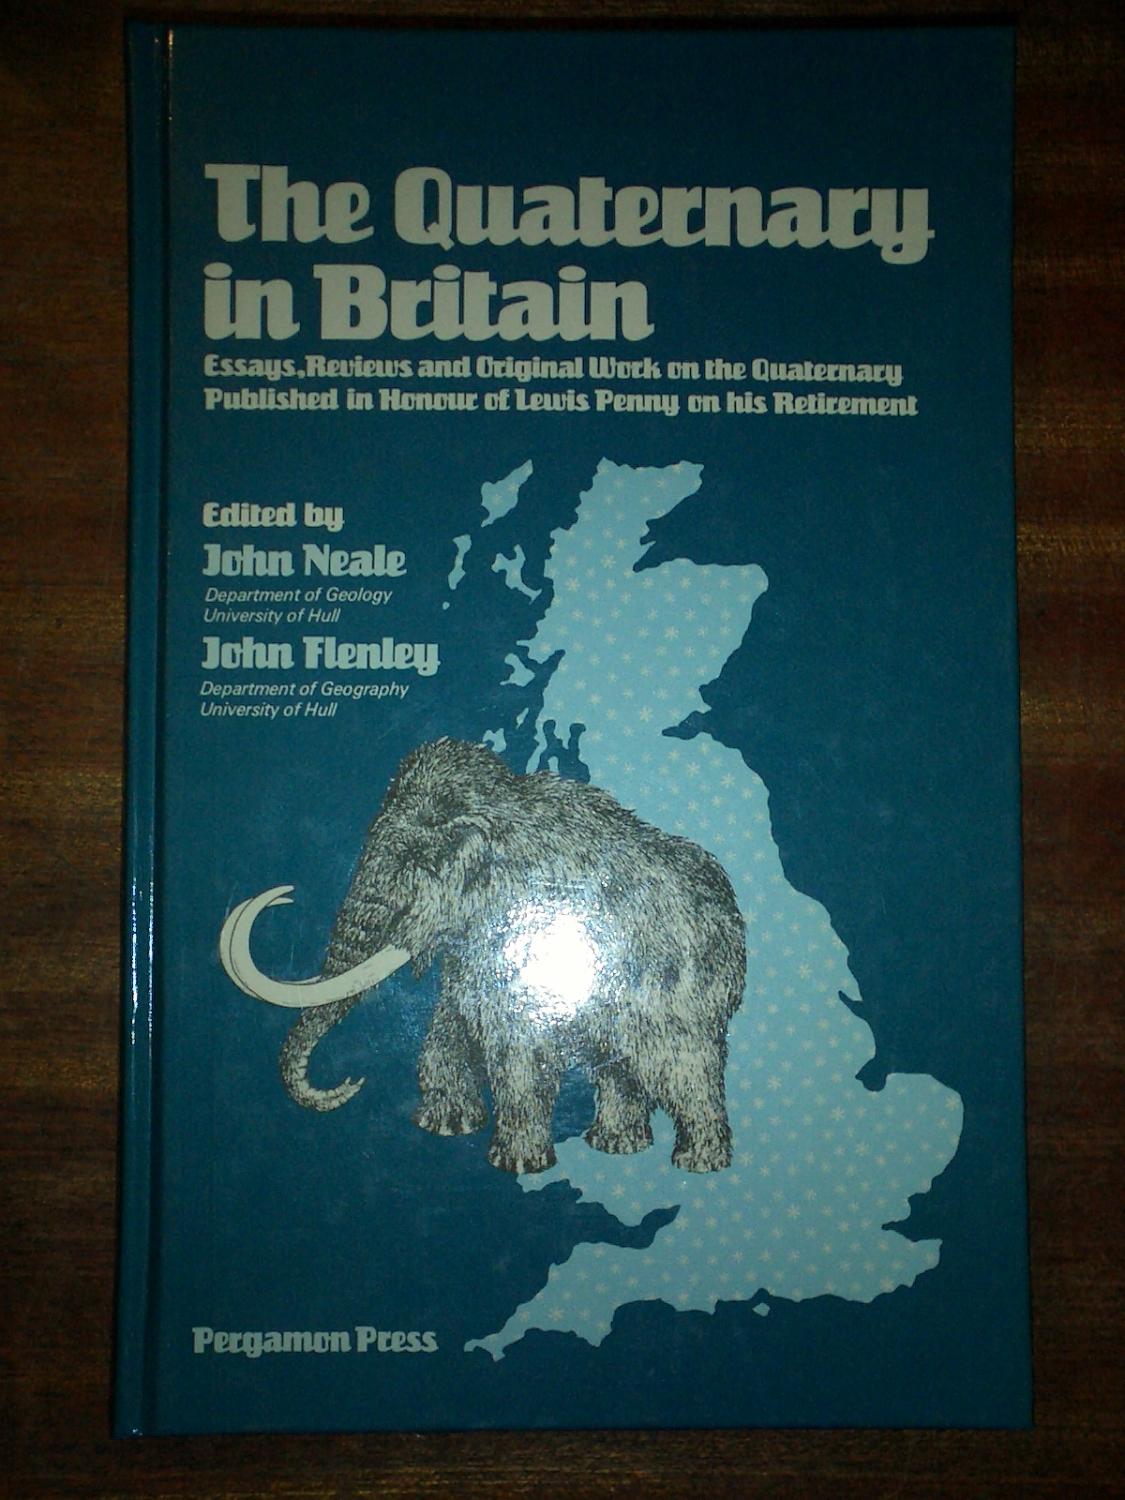 The Quaternary
in Britain
Essays, Reviews and Original Work on the Quaternary
Published in Honour of Lewis Penny on his Retirement
Edited by
John Neale
Department of Geology
University of Hull
John Flenley
Department of Geography
University of Hull
Pergamon Press